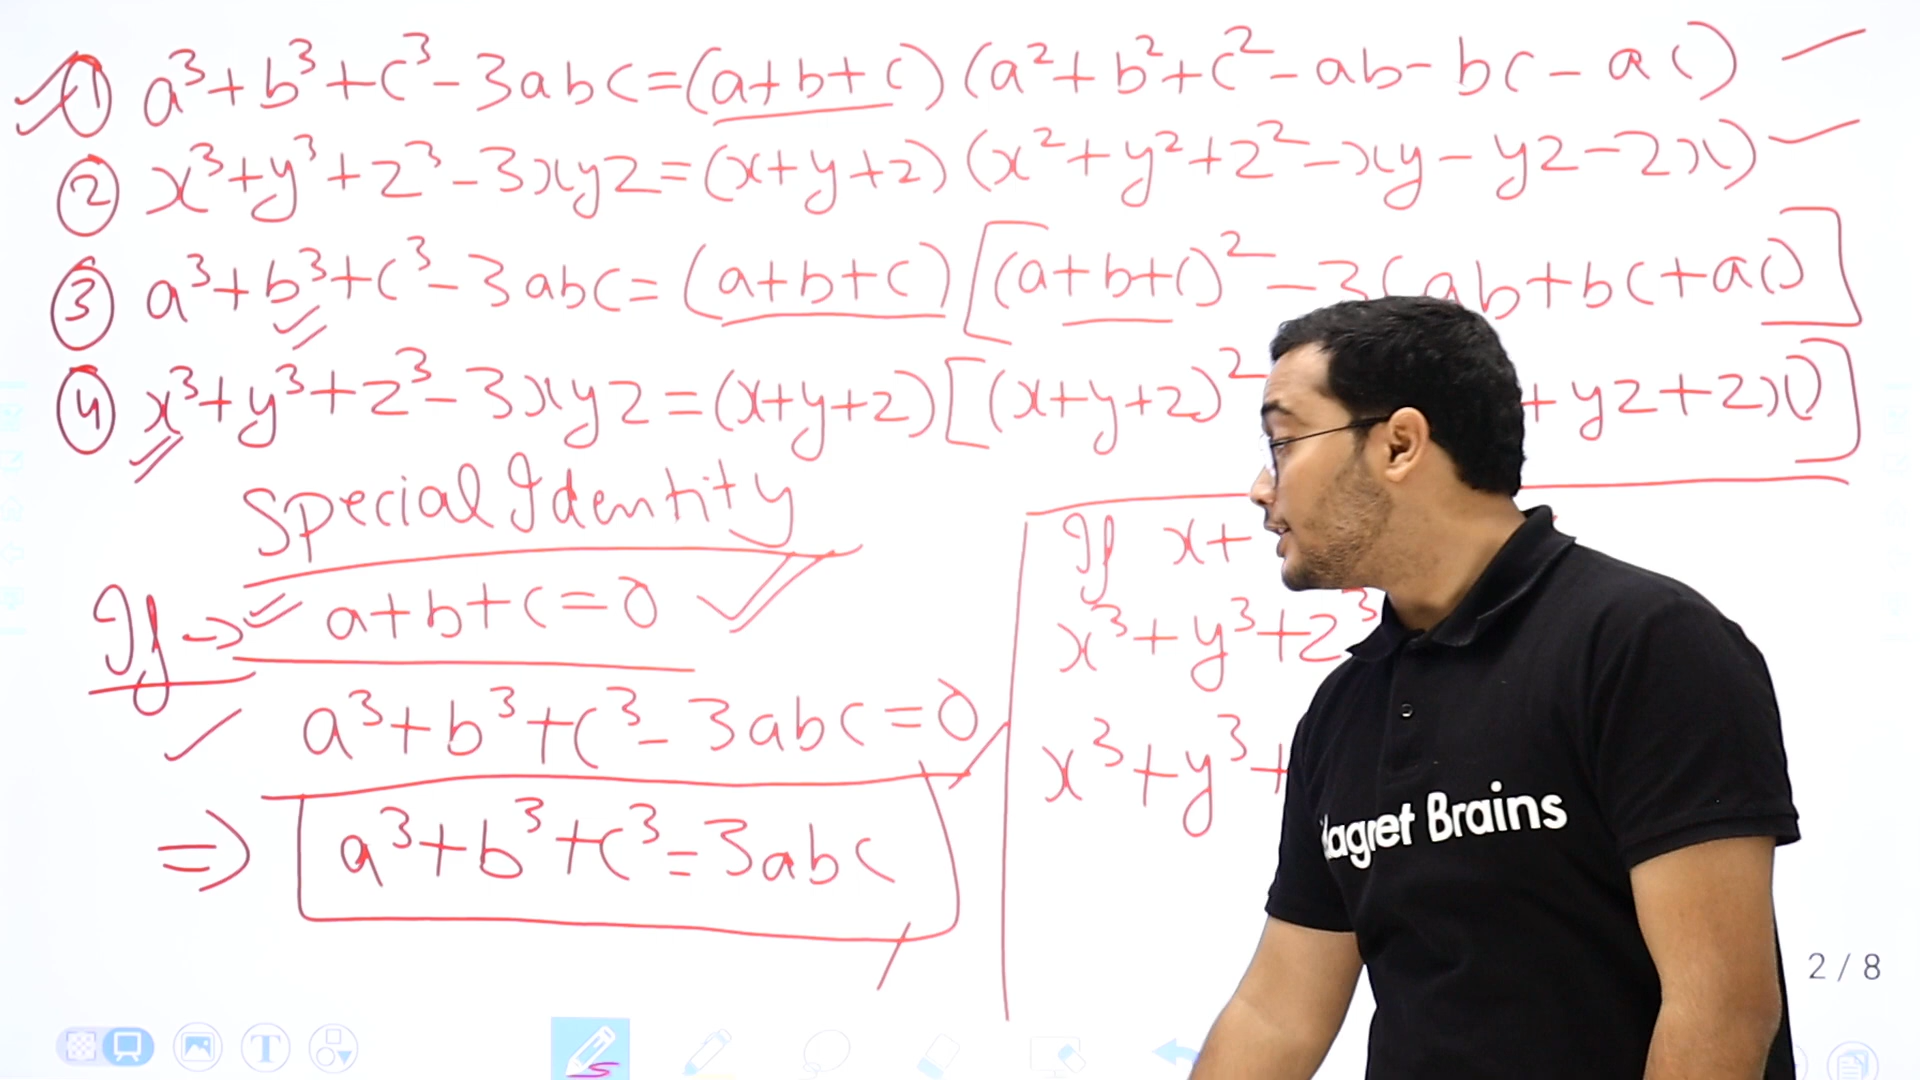 ① a³+b³+c³-3abc=(a+b+c)(a²+b²+c²-ab-bc-ac)
② x³+y³+z³-3xyz=(x+y+z)(x²+y²+z²-xy-yz-zx)
③ a³+b³+c³-3abc=(a+b+c)[(a+b+c)²-3(ab+bc+ac)]
④ x³+y³+z³-3xyz=(x+y+z)[(x+y+z)² +yz+zx)]
Special Identity
If → a+b+c=0
a³+b³+c³-3abc=0
⇒ a³+b³+c³=3abc
If x+
x³+y³+z³
x³+y³+
Brains
2/8
T